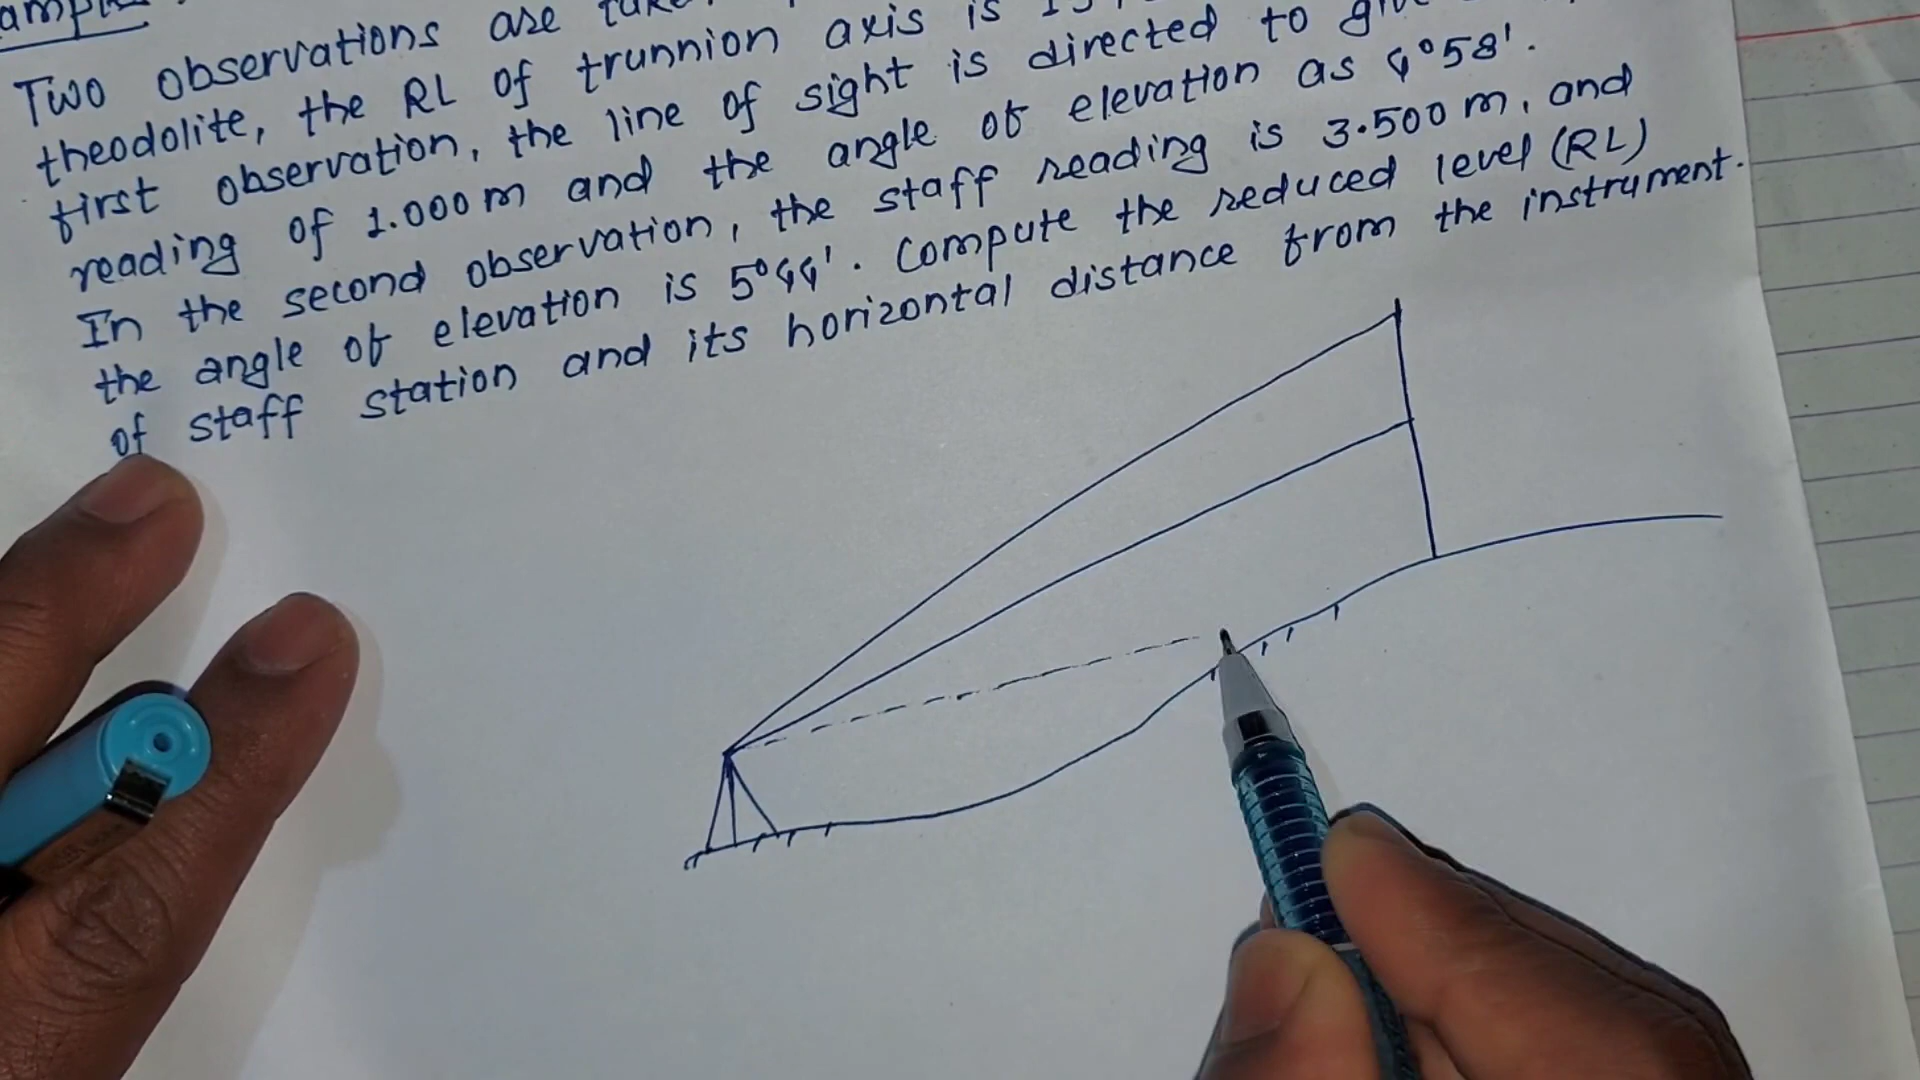 Two observations are
theodolite, the RL of trunnion axis is
first observation, the line of sight is directed to
reading of 1.000 m and the angle of elevation as 4°58'.
In the second observation, the staff reading is 3.500 m, and
the angle of elevation is 5°44'. Compute the reduced level (RL)
of staff station and its horizontal distance from the instrument.